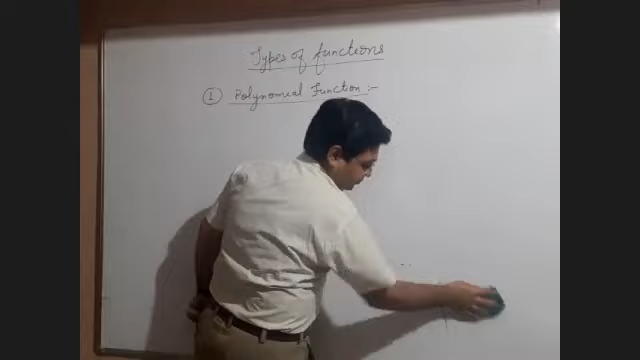 Types of functions
① Polynomial Function :-